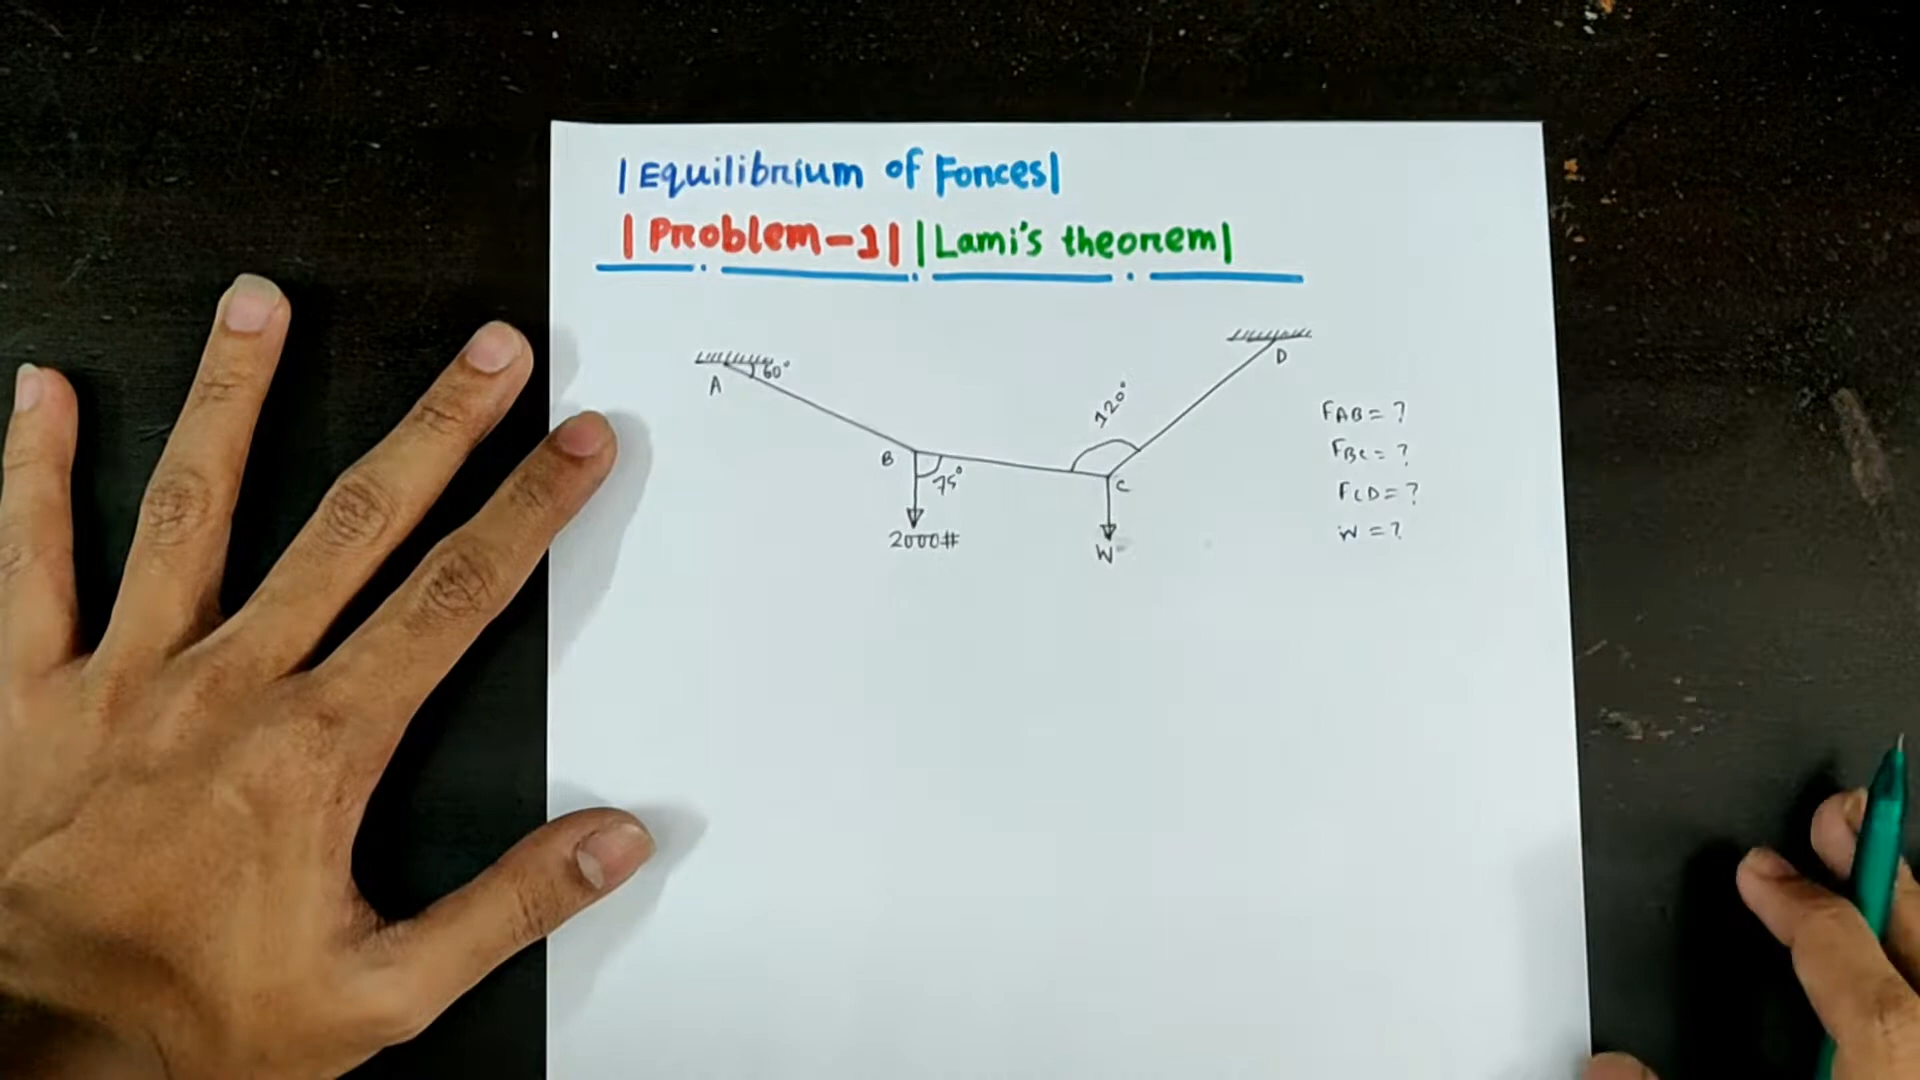 |Equilibrium of Forces|
|Problem-1| |Lami's theorem|
A
60°
B
75°
2000#
120°
C
W
D
FAB = ?
FBC = ?
FCD = ?
W = ?